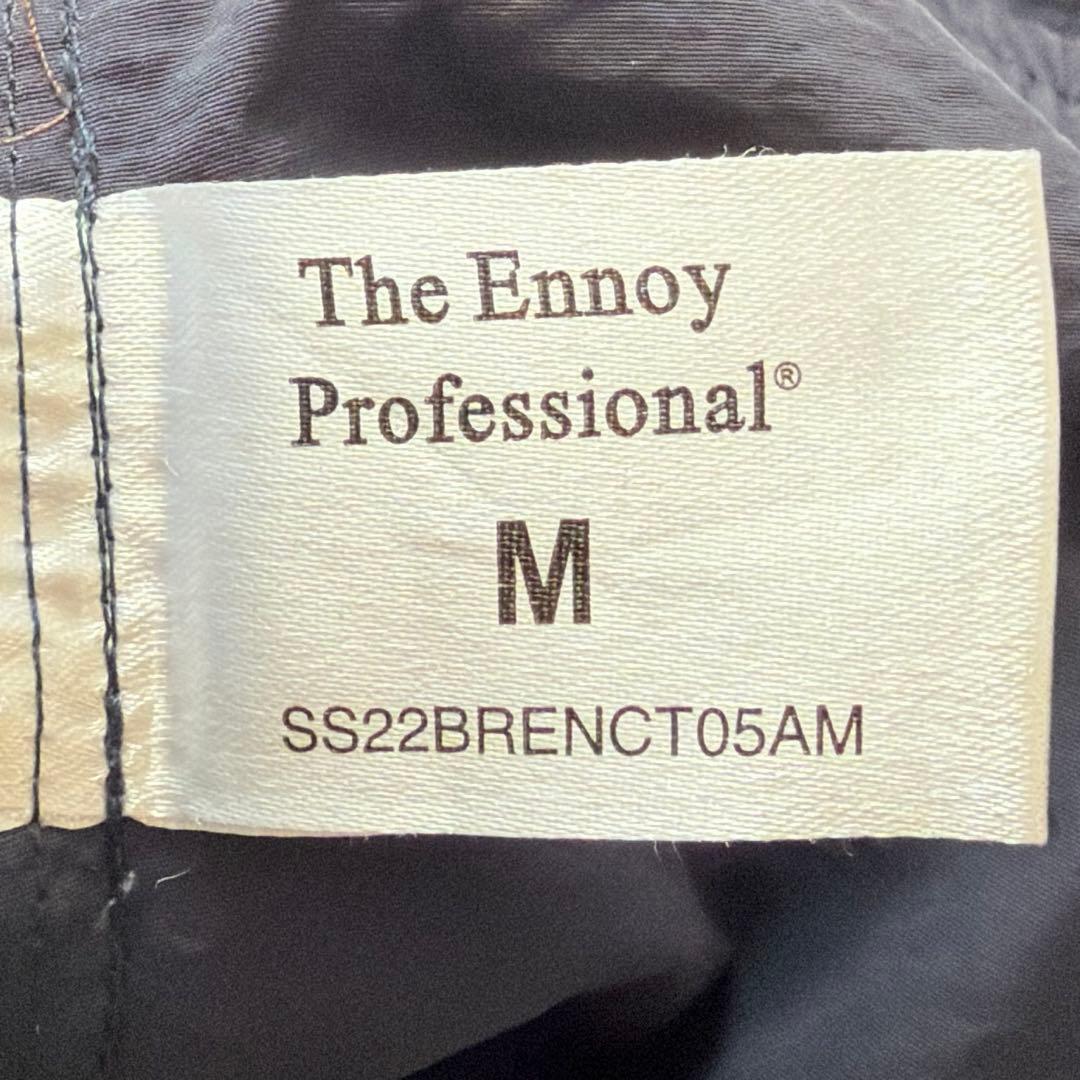 The Ennoy
Professional®
M
SS22BRENCT05AM